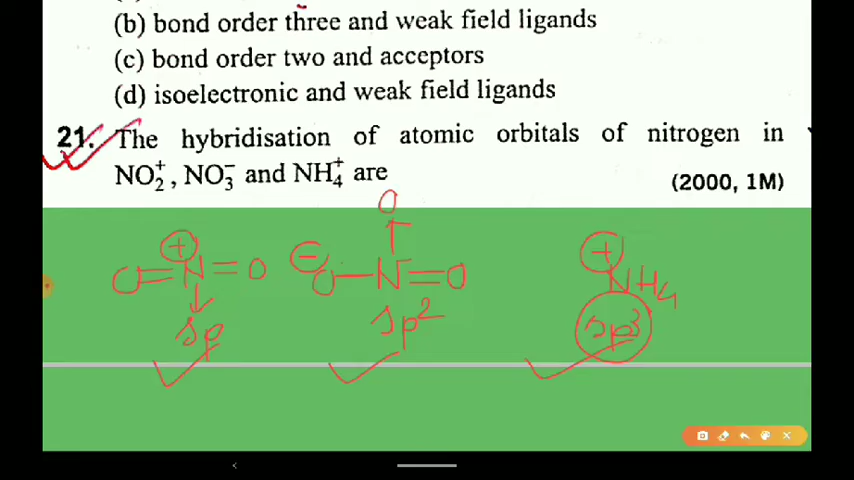 (b) bond order three and weak field ligands
(c) bond order two and acceptors
(d) isoelectronic and weak field ligands
21. The hybridisation of atomic orbitals of nitrogen in
NO₂⁺, NO₃⁻ and NH₄⁺ are
(2000, 1M)
O
+ − +
O=N=O O−N=O NH₄
sp sp² sp³